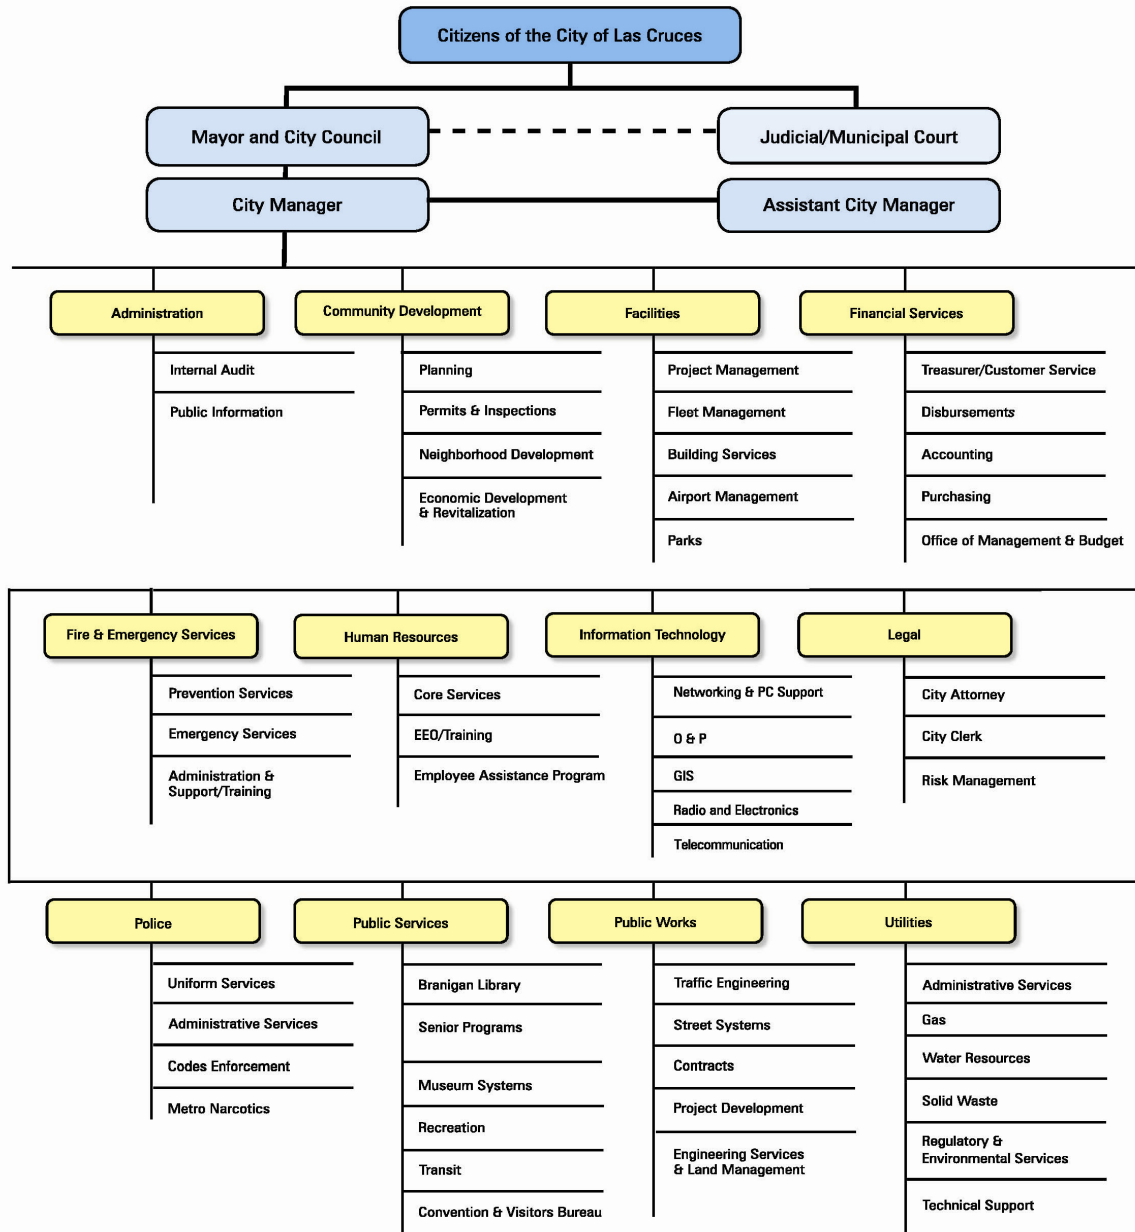 Citizens of the City of Las Cruces
Mayor and City Council
Judicial/Municipal Court
City Manager
Assistant City Manager
Administration
Internal Audit
Public Information
Community Development
Planning
Permits & Inspections
Neighborhood Development
Economic Development
& Revitalization
Facilities
Project Management
Fleet Management
Building Services
Airport Management
Parks
Financial Services
Treasurer/Customer Service
Disbursements
Accounting
Purchasing
Office of Management & Budget
Fire & Emergency Services
Prevention Services
Emergency Services
Administration &
Support/Training
Human Resources
Core Services
EEO/Training
Employee Assistance Program
Information Technology
Networking & PC Support
O & P
GIS
Radio and Electronics
Telecommunication
Legal
City Attorney
City Clerk
Risk Management
Police
Uniform Services
Administrative Services
Codes Enforcement
Metro Narcotics
Public Services
Branigan Library
Senior Programs
Museum Systems
Recreation
Transit
Convention & Visitors Bureau
Public Works
Traffic Engineering
Street Systems
Contracts
Project Development
Engineering Services
& Land Management
Utilities
Administrative Services
Gas
Water Resources
Solid Waste
Regulatory &
Environmental Services
Technical Support